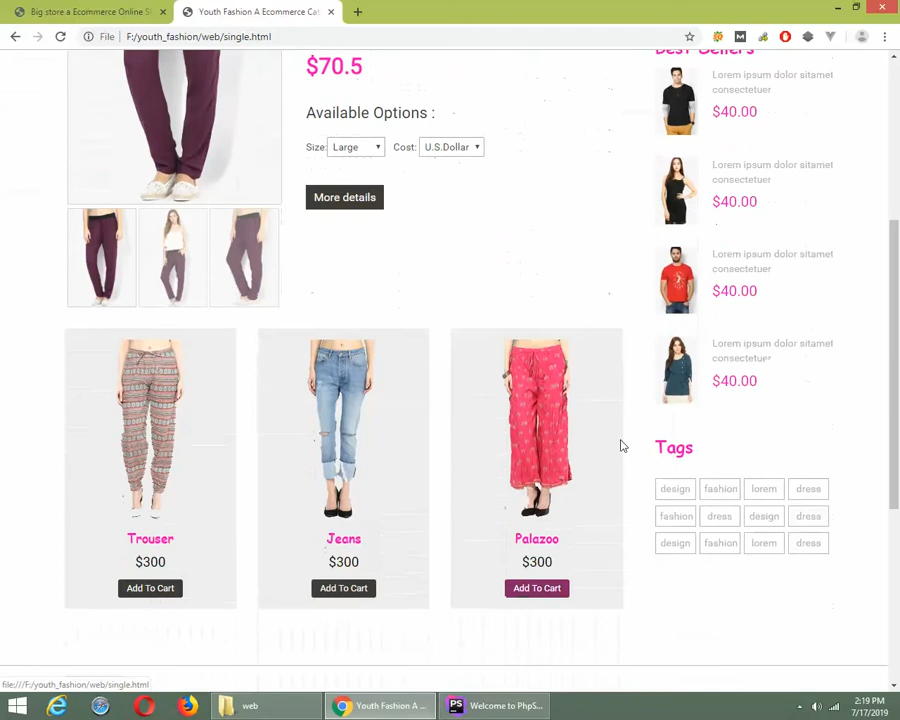 Big store a Ecommerce Online S
Youth Fashion A Ecommerce Cat
File F:/youth_fashion/web/single.html
$70.5
Available Options :
Size: Large Cost: U.S.Dollar
More details
Best Sellers
Lorem ipsum dolor sitamet
consectetuer
$40.00
Lorem ipsum dolor sitamet
consectetuer
$40.00
Lorem ipsum dolor sitamet
consectetuer
$40.00
Lorem ipsum dolor sitamet
consectetuer
$40.00
Trouser
$300
Add To Cart
Jeans
$300
Add To Cart
Palazoo
$300
Add To Cart
Tags
design fashion lorem dress
fashion dress design dress
design fashion lorem dress
file:///F:/youth_fashion/web/single.html
web
Youth Fashion A ...
Welcome to PhpS...
2:19 PM
7/17/2019